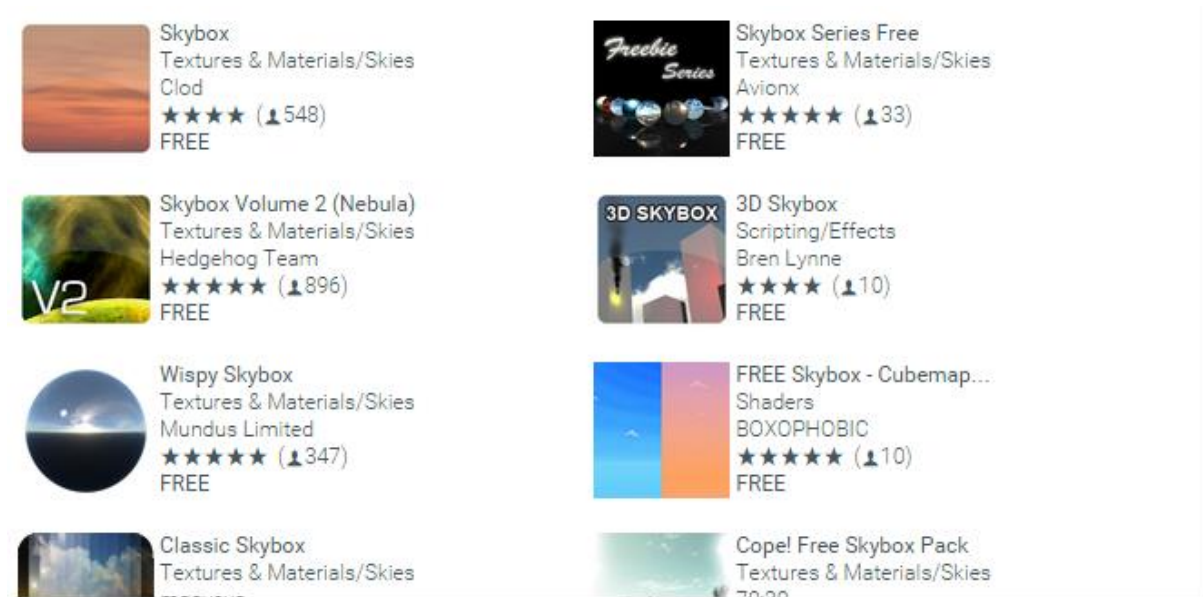 Skybox
Textures & Materials/Skies
Clod
★★★★ (548)
FREE
Freebie
Series
Skybox Series Free
Textures & Materials/Skies
Avionx
★★★★★ (33)
FREE
V2
Skybox Volume 2 (Nebula)
Textures & Materials/Skies
Hedgehog Team
★★★★★ (896)
FREE
3D SKYBOX
3D Skybox
Scripting/Effects
Bren Lynne
★★★★ (10)
FREE
Wispy Skybox
Textures & Materials/Skies
Mundus Limited
★★★★★ (347)
FREE
FREE Skybox - Cubemap...
Shaders
BOXOPHOBIC
★★★★★ (10)
FREE
Classic Skybox
Textures & Materials/Skies
Cope! Free Skybox Pack
Textures & Materials/Skies